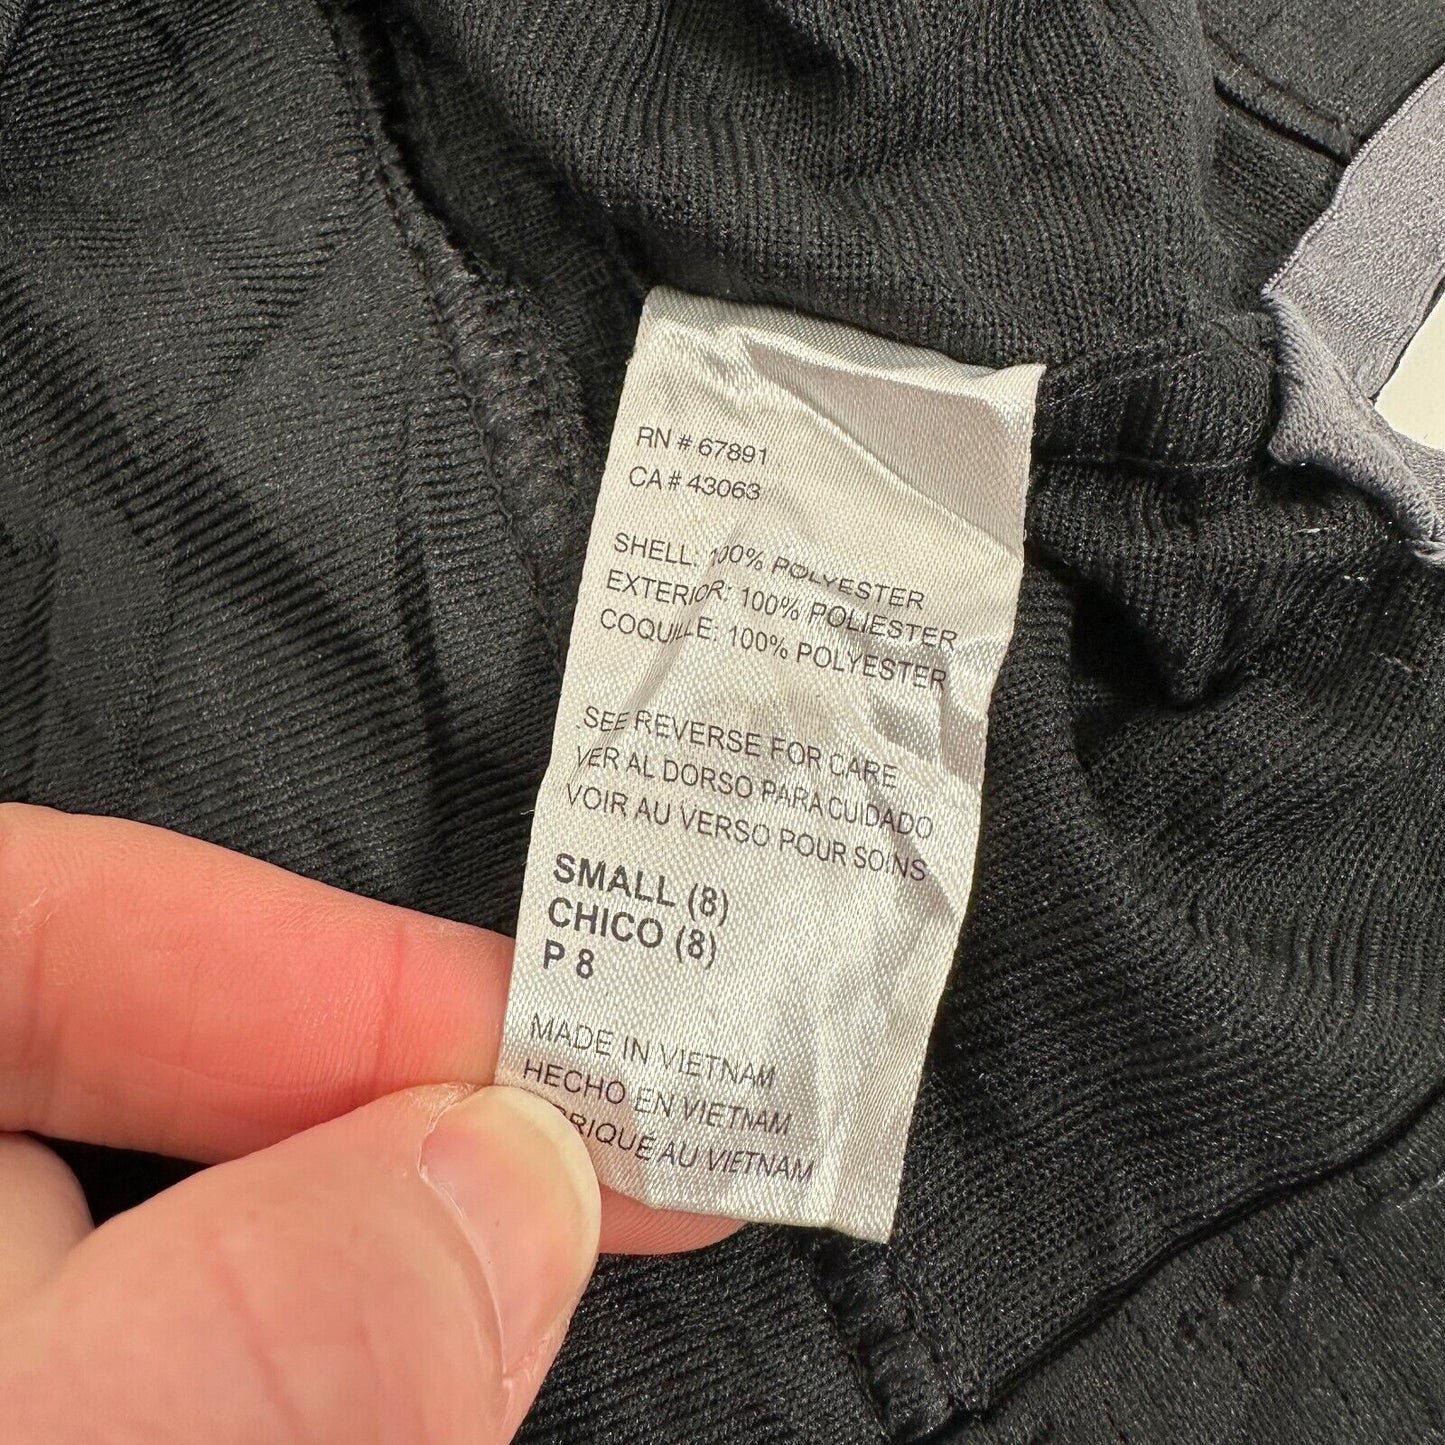 RN # 67891
CA # 43063
SHELL: 100% POLYESTER
EXTERIOR: 100% POLIESTER
COQUILLE: 100% POLYESTER
SEE REVERSE FOR CARE
VER AL DORSO PARA CUIDADO
VOIR AU VERSO POUR SOINS
SMALL (8)
CHICO (8)
P 8
MADE IN VIETNAM
HECHO EN VIETNAM
AU VIETNAM